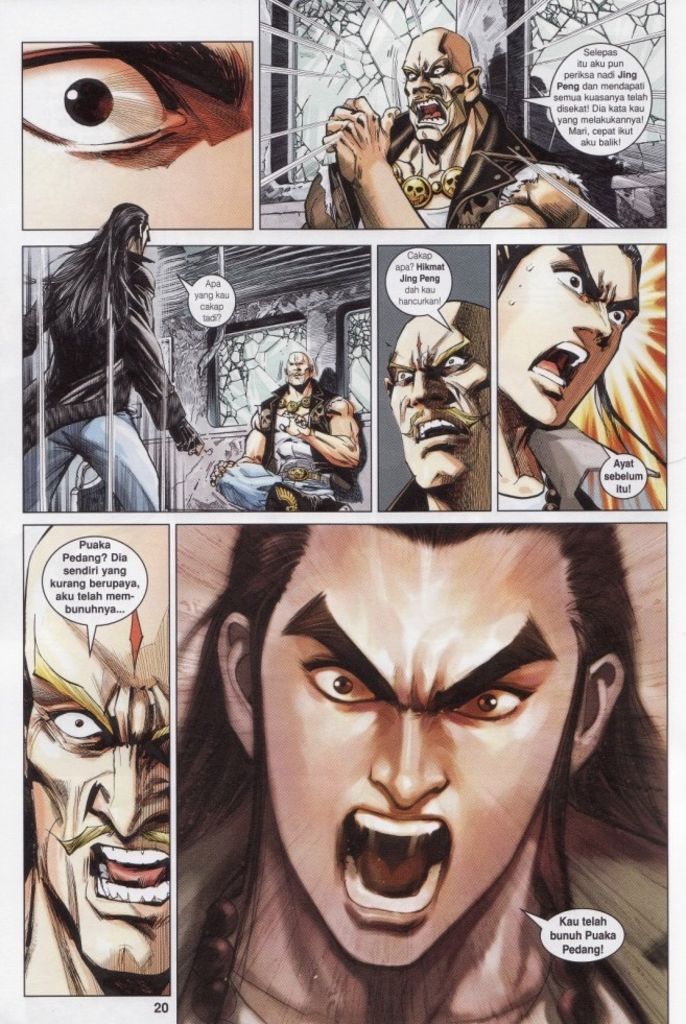 Selepas
itu aku pun
periksa nadi Jing
Peng dan mendapati
semua kuasanya telah
disekat! Dia kata kau
yang melakukannya!
Mari, cepat ikut
aku balik!
Apa
yang kau
cakap
tadi?
Cakap
apa? Hikmat
Jing Peng
dah kau
hancurkan!
Ayat
sebelum
itu!
Puaka
Pedang? Dia
sendiri yang
kurang berupaya,
aku telah mem-
bunuhnya...
Kau telah
bunuh Puaka
Pedang!
20